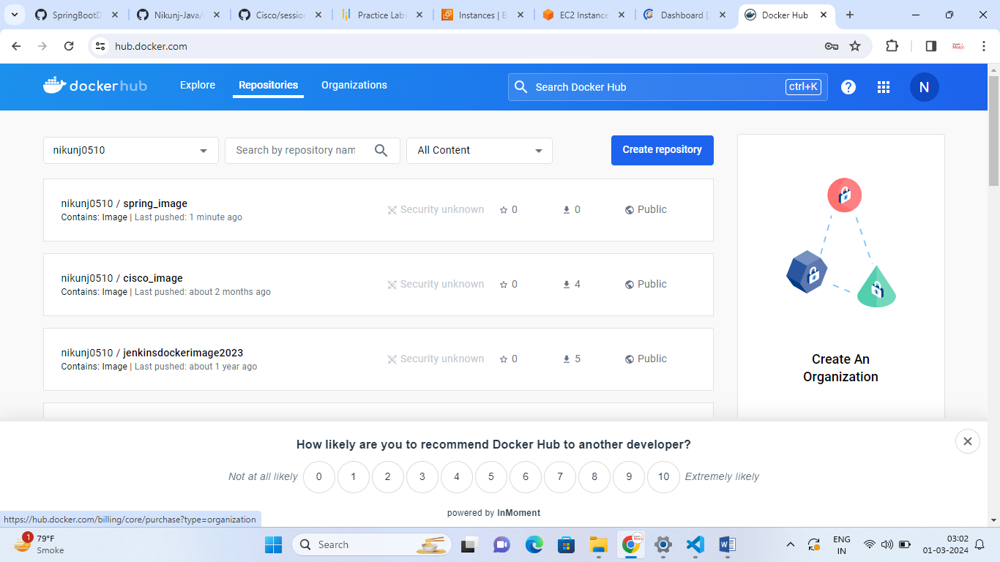 SpringBootD
Nikunj-Java/
Cisco/session
Practice Labs
Instances | E
EC2 Instance
Dashboard [
Docker Hub
hub.docker.com
docker hub
Explore
Repositories
Organizations
Search Docker Hub
ctrl+K
?
N
nikunj0510
Search by repository nam
All Content
Create repository
nikunj0510 / spring_image
Contains: Image | Last pushed: 1 minute ago
Security unknown
0
0
Public
nikunj0510 / cisco_image
Contains: Image | Last pushed: about 2 months ago
Security unknown
0
4
Public
nikunj0510 / jenkinsdockerimage2023
Contains: Image | Last pushed: about 1 year ago
Security unknown
0
5
Public
Create An
Organization
How likely are you to recommend Docker Hub to another developer?
Not at all likely 0 1 2 3 4 5 6 7 8 9 10 Extremely likely
powered by InMoment
https://hub.docker.com/billing/core/purchase?type=organization
1
79°F
Smoke
Search
ENG
IN
03:02
01-03-2024